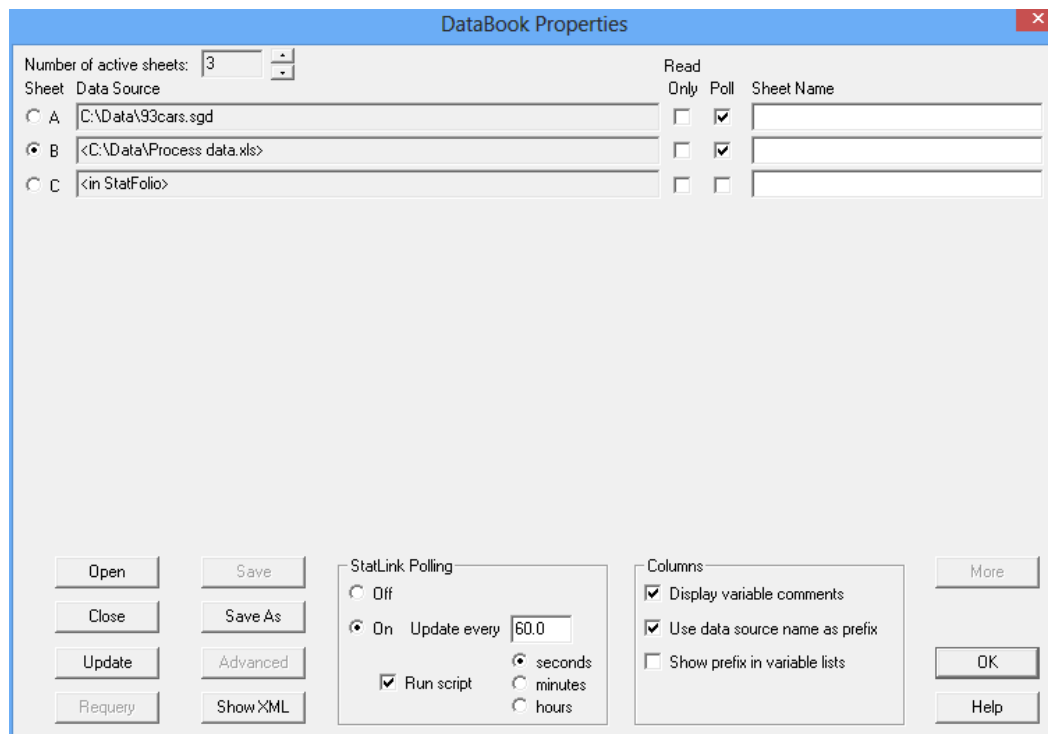 DataBook Properties
Number of active sheets: 3
Read
Sheet Data Source Only Poll Sheet Name
A C:\Data\93cars.sgd
B <C:\Data\Process data.xls>
C <in StatFolio>
Open Save StatLink Polling Columns More
Off Display variable comments
Close Save As On Update every 60.0 Use data source name as prefix
Update Advanced seconds Show prefix in variable lists OK
Run script minutes
Requery Show XML hours Help